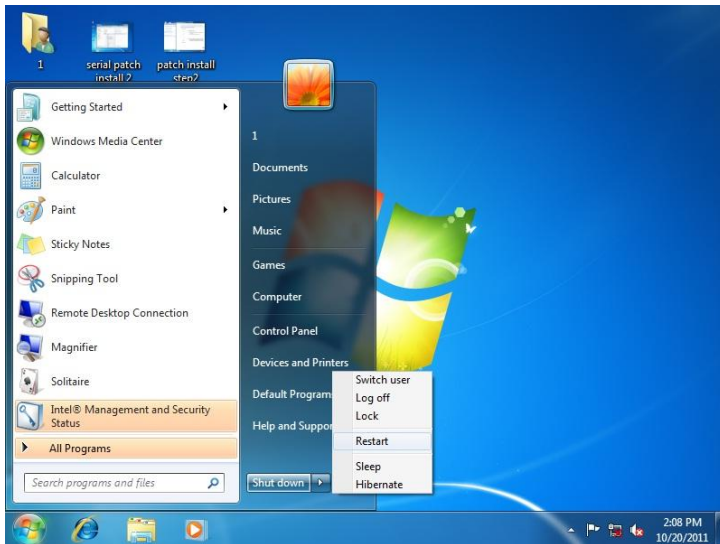 1
serial patch
install 2
patch install
step2
Getting Started
Windows Media Center
Calculator
Paint
Sticky Notes
Snipping Tool
Remote Desktop Connection
Magnifier
Solitaire
Intel® Management and Security
Status
All Programs
Search programs and files
1
Documents
Pictures
Music
Games
Computer
Control Panel
Devices and Printers
Default Program
Help and Suppor
Shut down
Switch user
Log off
Lock
Restart
Sleep
Hibernate
2:08 PM
10/20/2011